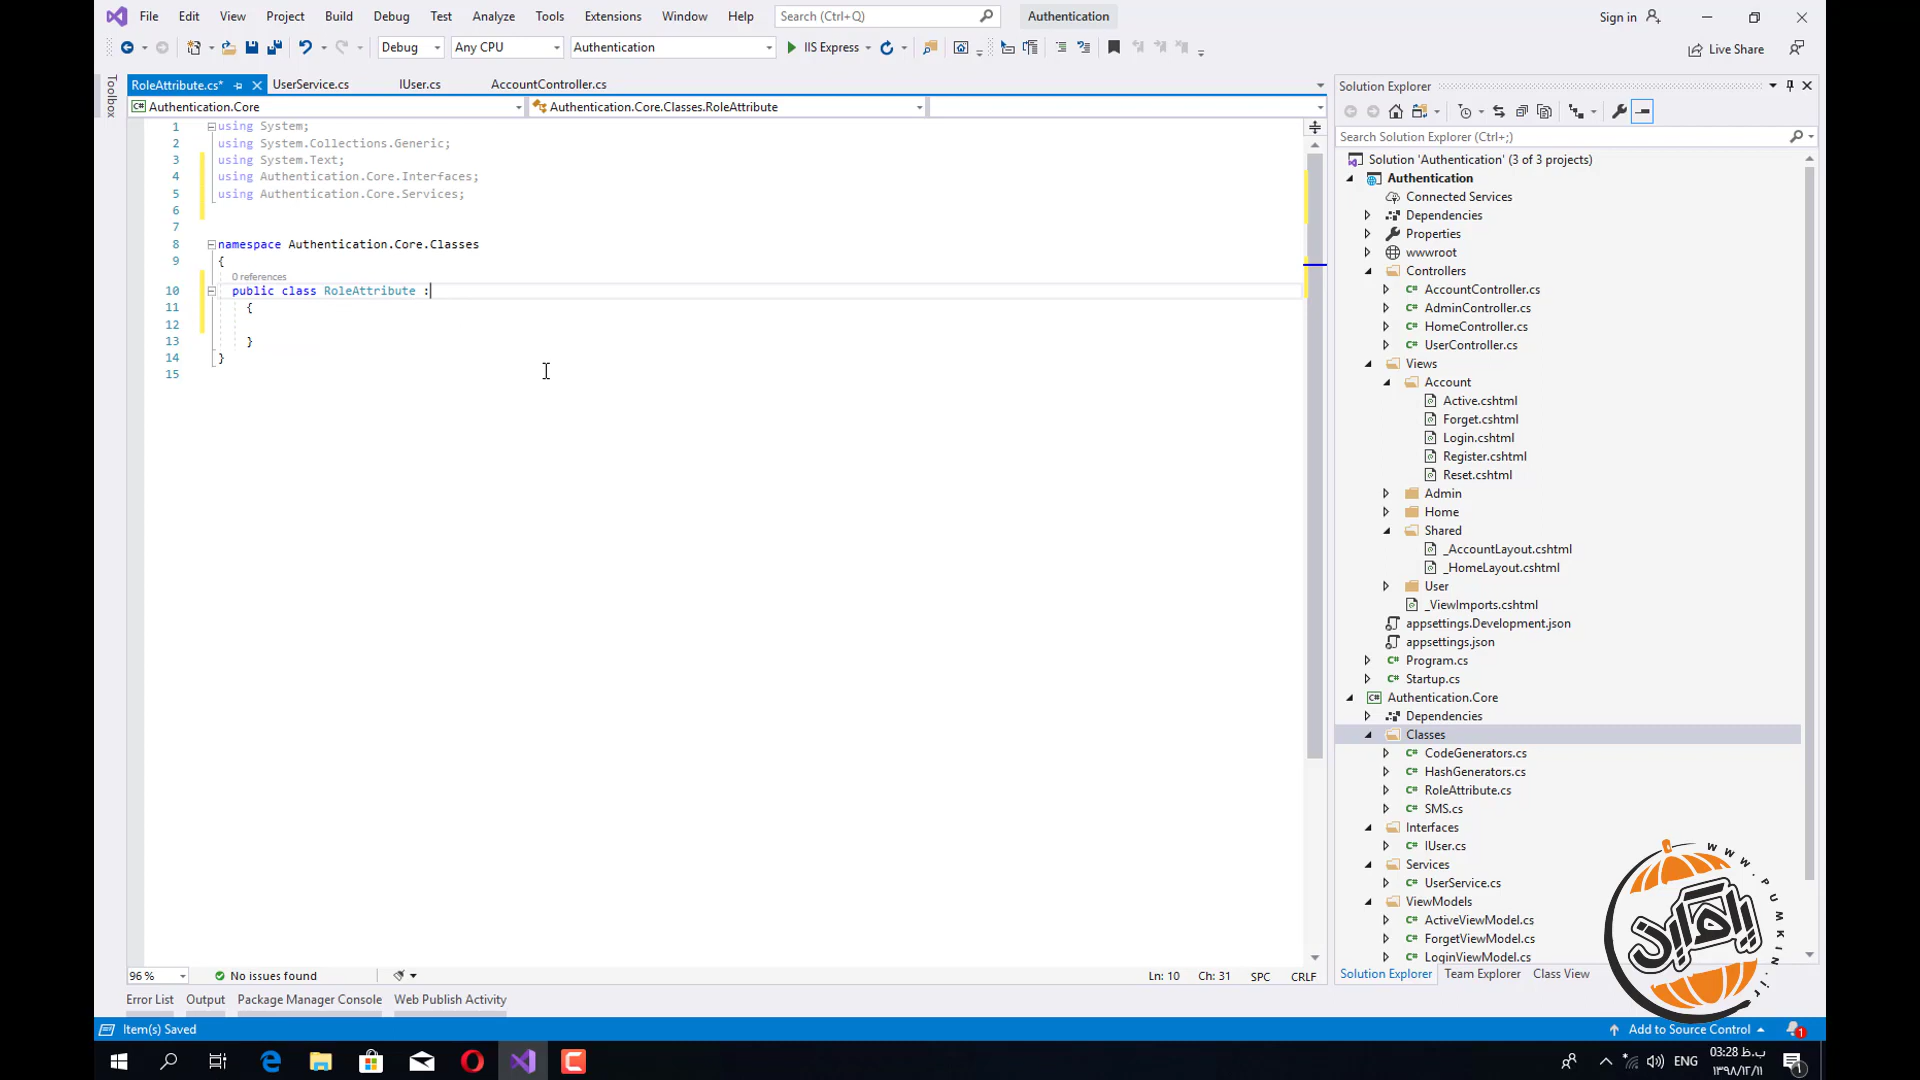 File Edit View Project Build Debug Test Analyze Tools Extensions Window Help Search (Ctrl+Q) Authentication Sign in
Debug Any CPU Authentication IIS Express Live Share
Toolbox
RoleAttribute.cs* UserService.cs IUser.cs AccountController.cs
Authentication.Core Authentication.Core.Classes.RoleAttribute
1 using System;
2 using System.Collections.Generic;
3 using System.Text;
4 using Authentication.Core.Interfaces;
5 using Authentication.Core.Services;
6
7
8 namespace Authentication.Core.Classes
9 {
0 references
10 public class RoleAttribute :
11 {
12
13 }
14 }
15
96 % No issues found Ln: 10 Ch: 31 SPC CRLF
Error List Output Package Manager Console Web Publish Activity
Solution Explorer
Search Solution Explorer (Ctrl+;)
Solution 'Authentication' (3 of 3 projects)
Authentication
Connected Services
Dependencies
Properties
wwwroot
Controllers
AccountController.cs
AdminController.cs
HomeController.cs
UserController.cs
Views
Account
Active.cshtml
Forget.cshtml
Login.cshtml
Register.cshtml
Reset.cshtml
Admin
Home
Shared
_AccountLayout.cshtml
_HomeLayout.cshtml
User
_ViewImports.cshtml
appsettings.Development.json
appsettings.json
Program.cs
Startup.cs
Authentication.Core
Dependencies
Classes
CodeGenerators.cs
HashGenerators.cs
RoleAttribute.cs
SMS.cs
Interfaces
IUser.cs
Services
UserService.cs
ViewModels
ActiveViewModel.cs
ForgetViewModel.cs
LoginViewModel.cs
Solution Explorer Team Explorer Class View
www.PUMKIN.ir
Item(s) Saved Add to Source Control 1
ENG 03:28 ب.ظ
۱۳۹۸/۱۲/۱۱
1